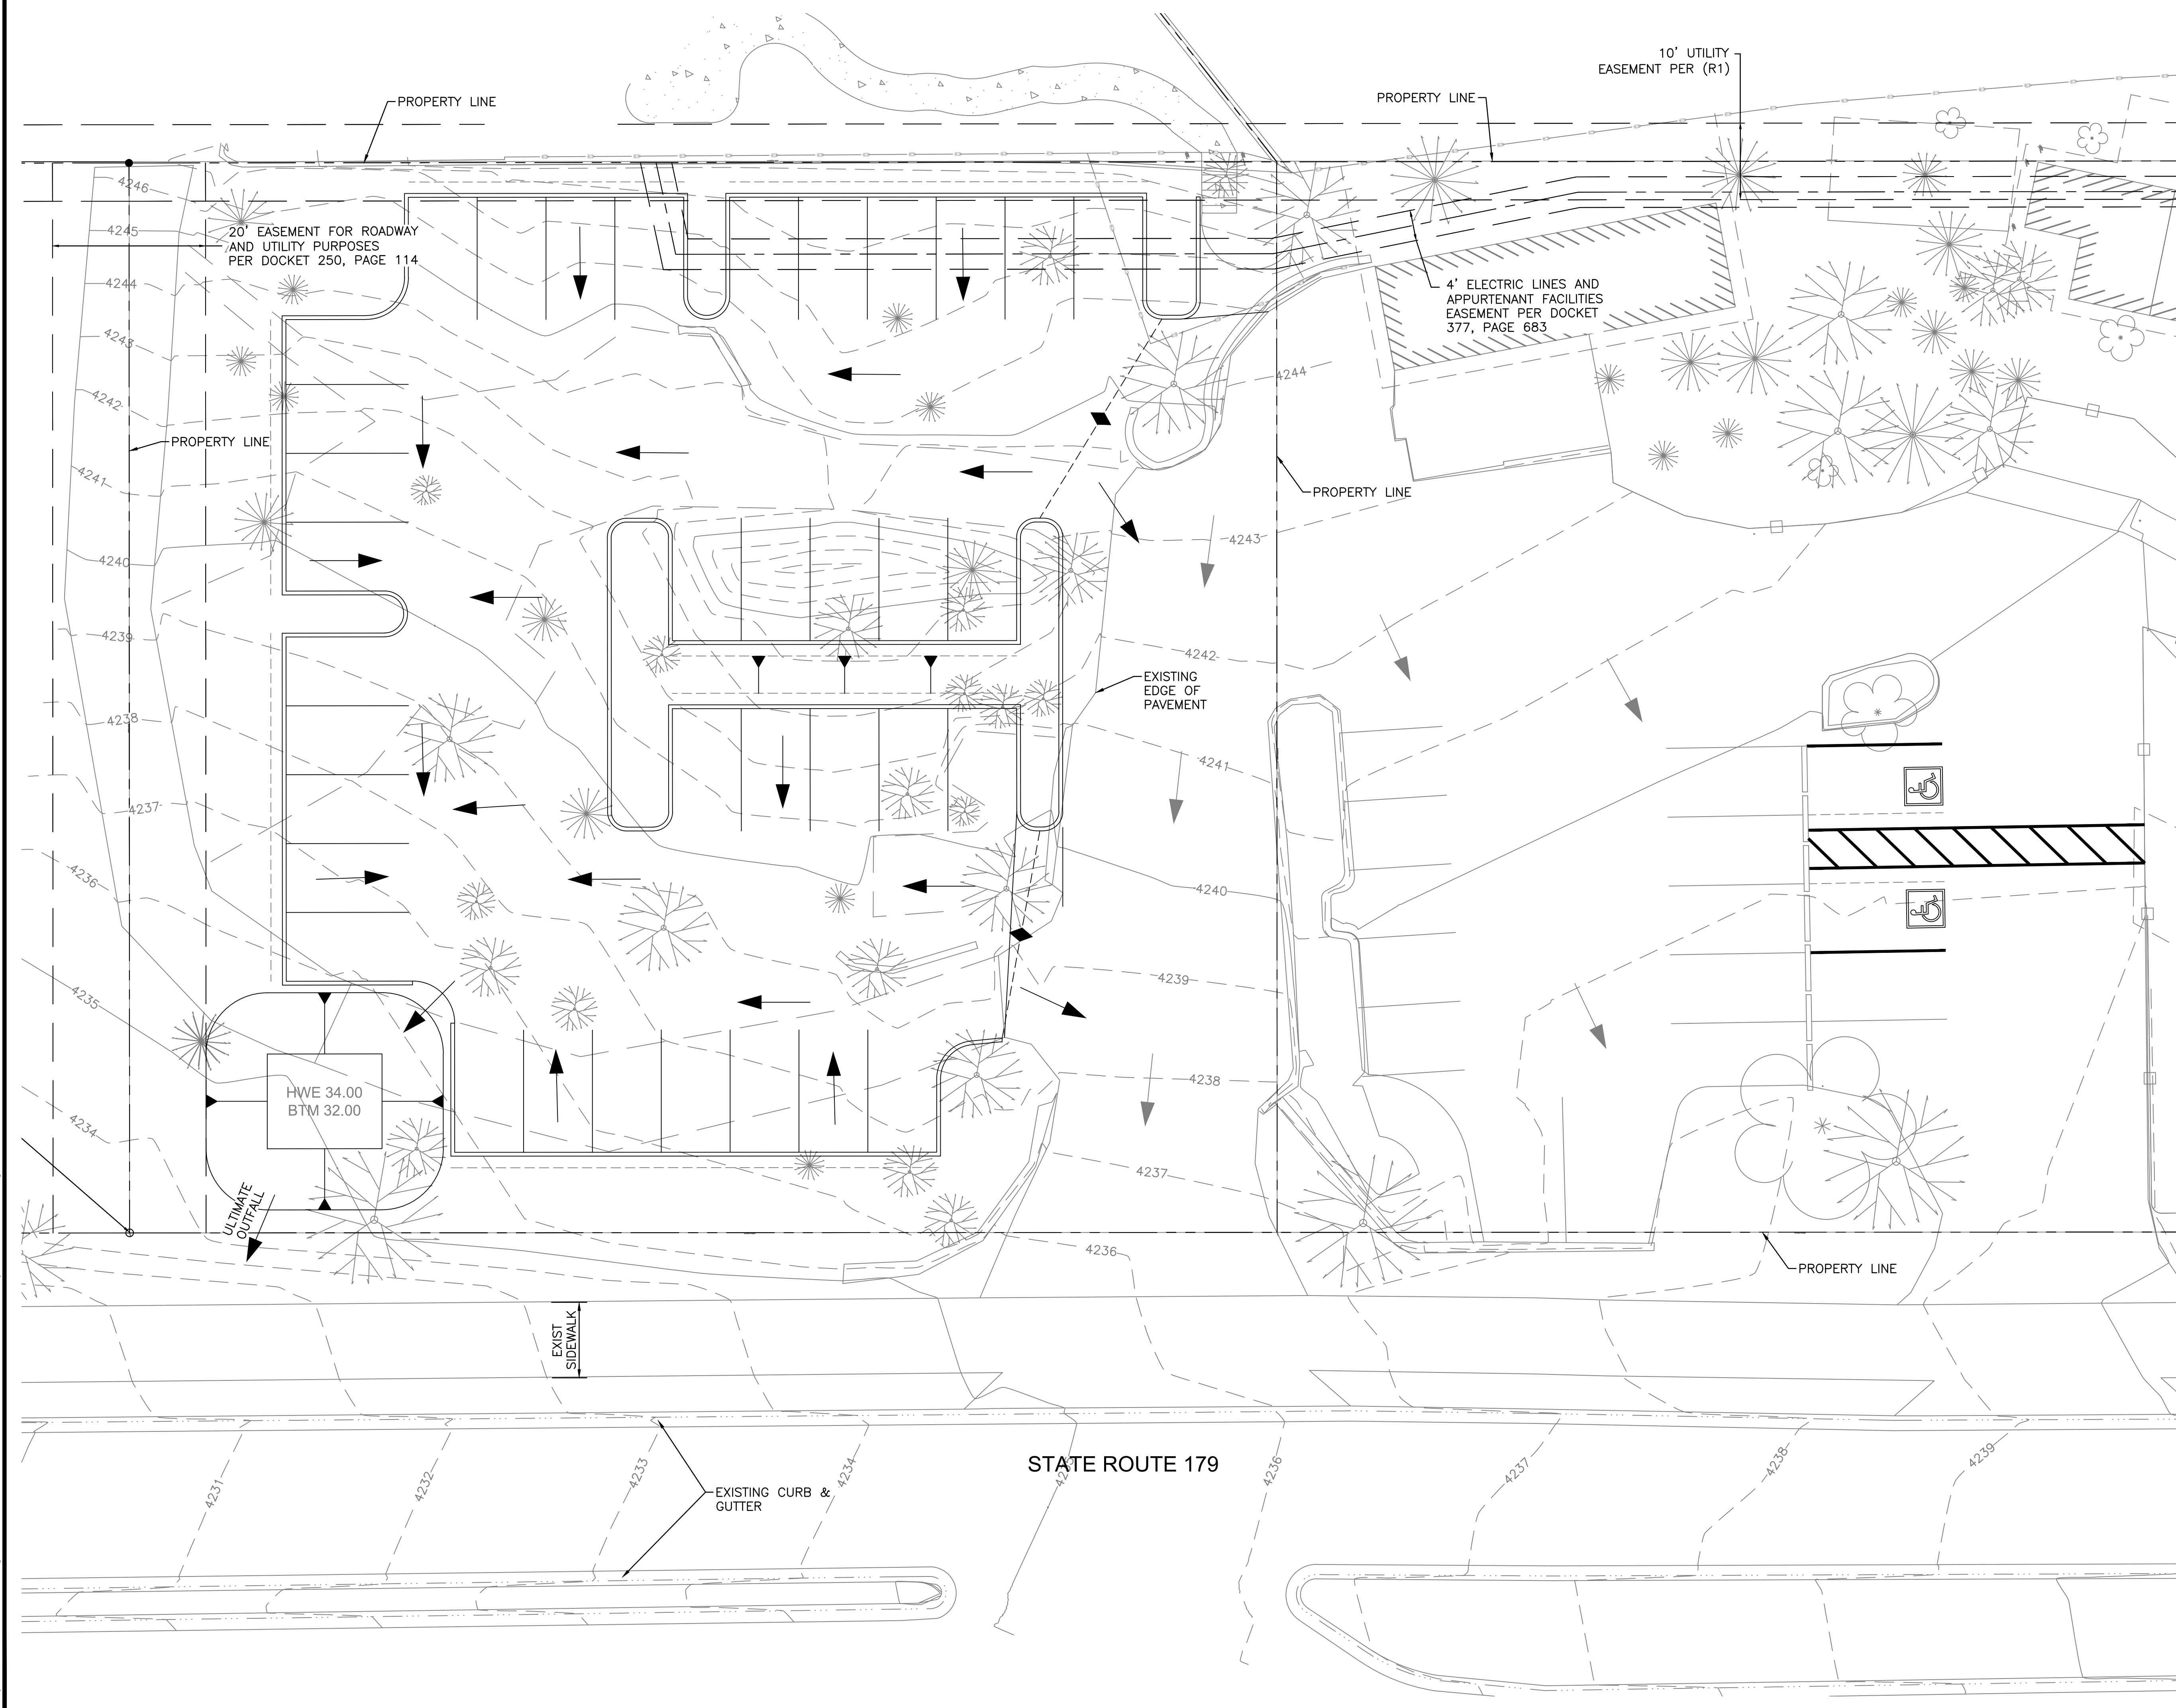 10' UTILITY
EASEMENT PER (R1)
PROPERTY LINE
PROPERTY LINE
4246
4245
20' EASEMENT FOR ROADWAY
AND UTILITY PURPOSES
PER DOCKET 250, PAGE 114
4244
4' ELECTRIC LINES AND
APPURTENANT FACILITIES
EASEMENT PER DOCKET
377, PAGE 683
4243
4244
4242
PROPERTY LINE
4241
PROPERTY LINE
4243
4240
4239
4242
EXISTING
EDGE OF
PAVEMENT
4238
4241
4237
4236
4240
4239
4235
HWE 34.00
BTM 32.00
4238
4234
4237
ULTIMATE
OUTFALL
4236
PROPERTY LINE
EXIST
SIDEWALK
STATE ROUTE 179
4231
4232
4233
4234
4235
4236
4237
4238
4239
EXISTING CURB &
GUTTER